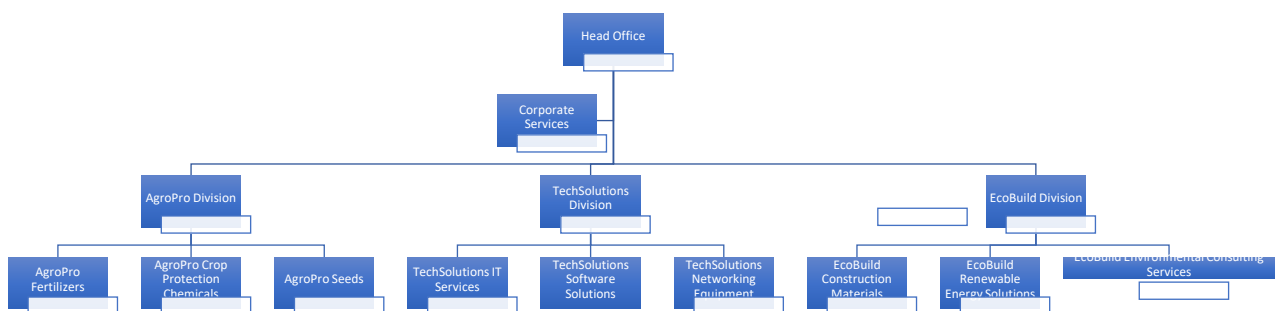 Head Office
Corporate
Services
AgroPro Division
TechSolutions
Division
EcoBuild Division
AgroPro
Fertilizers
AgroPro Crop
Protection
Chemicals
AgroPro Seeds
TechSolutions IT
Services
TechSolutions
Software
Solutions
TechSolutions
Networking
Equipment
EcoBuild
Construction
Materials
EcoBuild
Renewable
Energy Solutions
EcoBuild Environmental Consulting
Services